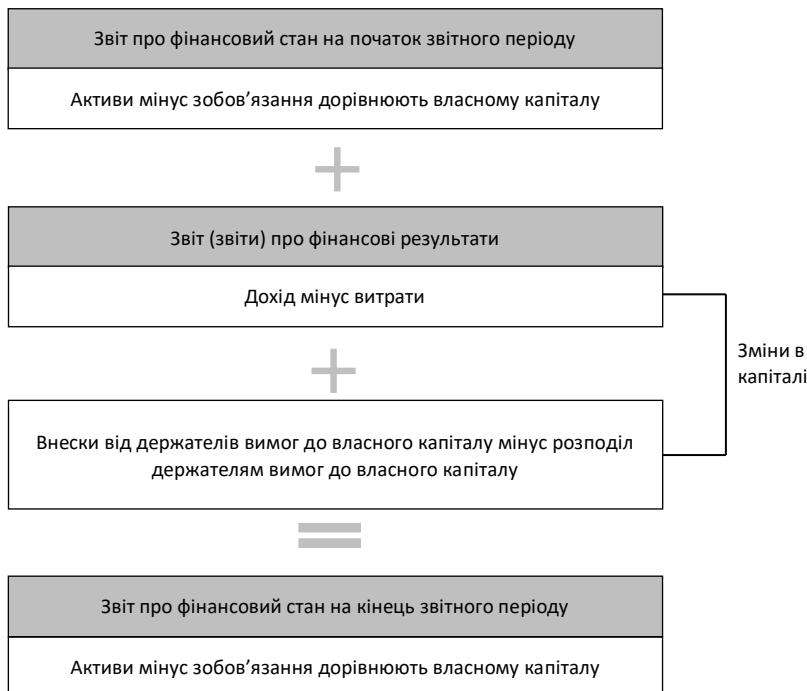 Звіт про фінансовий стан на початок звітного періоду
Активи мінус зобов’язання дорівнюють власному капіталу
+
Звіт (звіти) про фінансові результати
Дохід мінус витрати
Зміни в
капіталі
+
Внески від держателів вимог до власного капіталу мінус розподіл
держателям вимог до власного капіталу
=
Звіт про фінансовий стан на кінець звітного періоду
Активи мінус зобов’язання дорівнюють власному капіталу